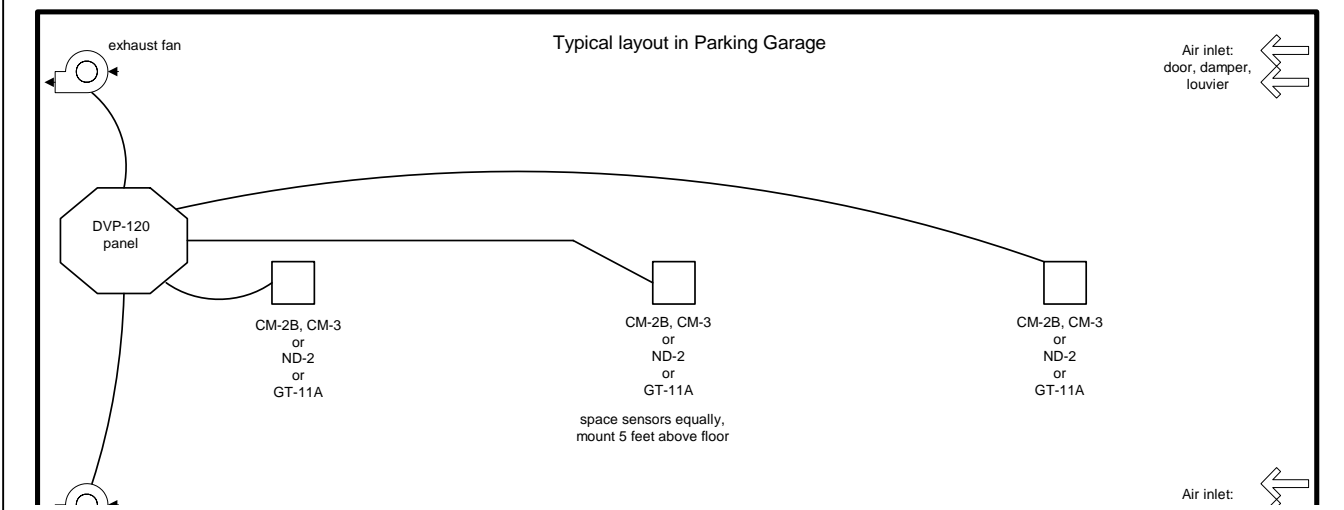 exhaust fan
Typical layout in Parking Garage
Air inlet:
door, damper,
louvier
DVP-120
panel
CM-2B, CM-3
or
ND-2
or
GT-11A
CM-2B, CM-3
or
ND-2
or
GT-11A
space sensors equally,
mount 5 feet above floor
CM-2B, CM-3
or
ND-2
or
GT-11A
Air inlet: